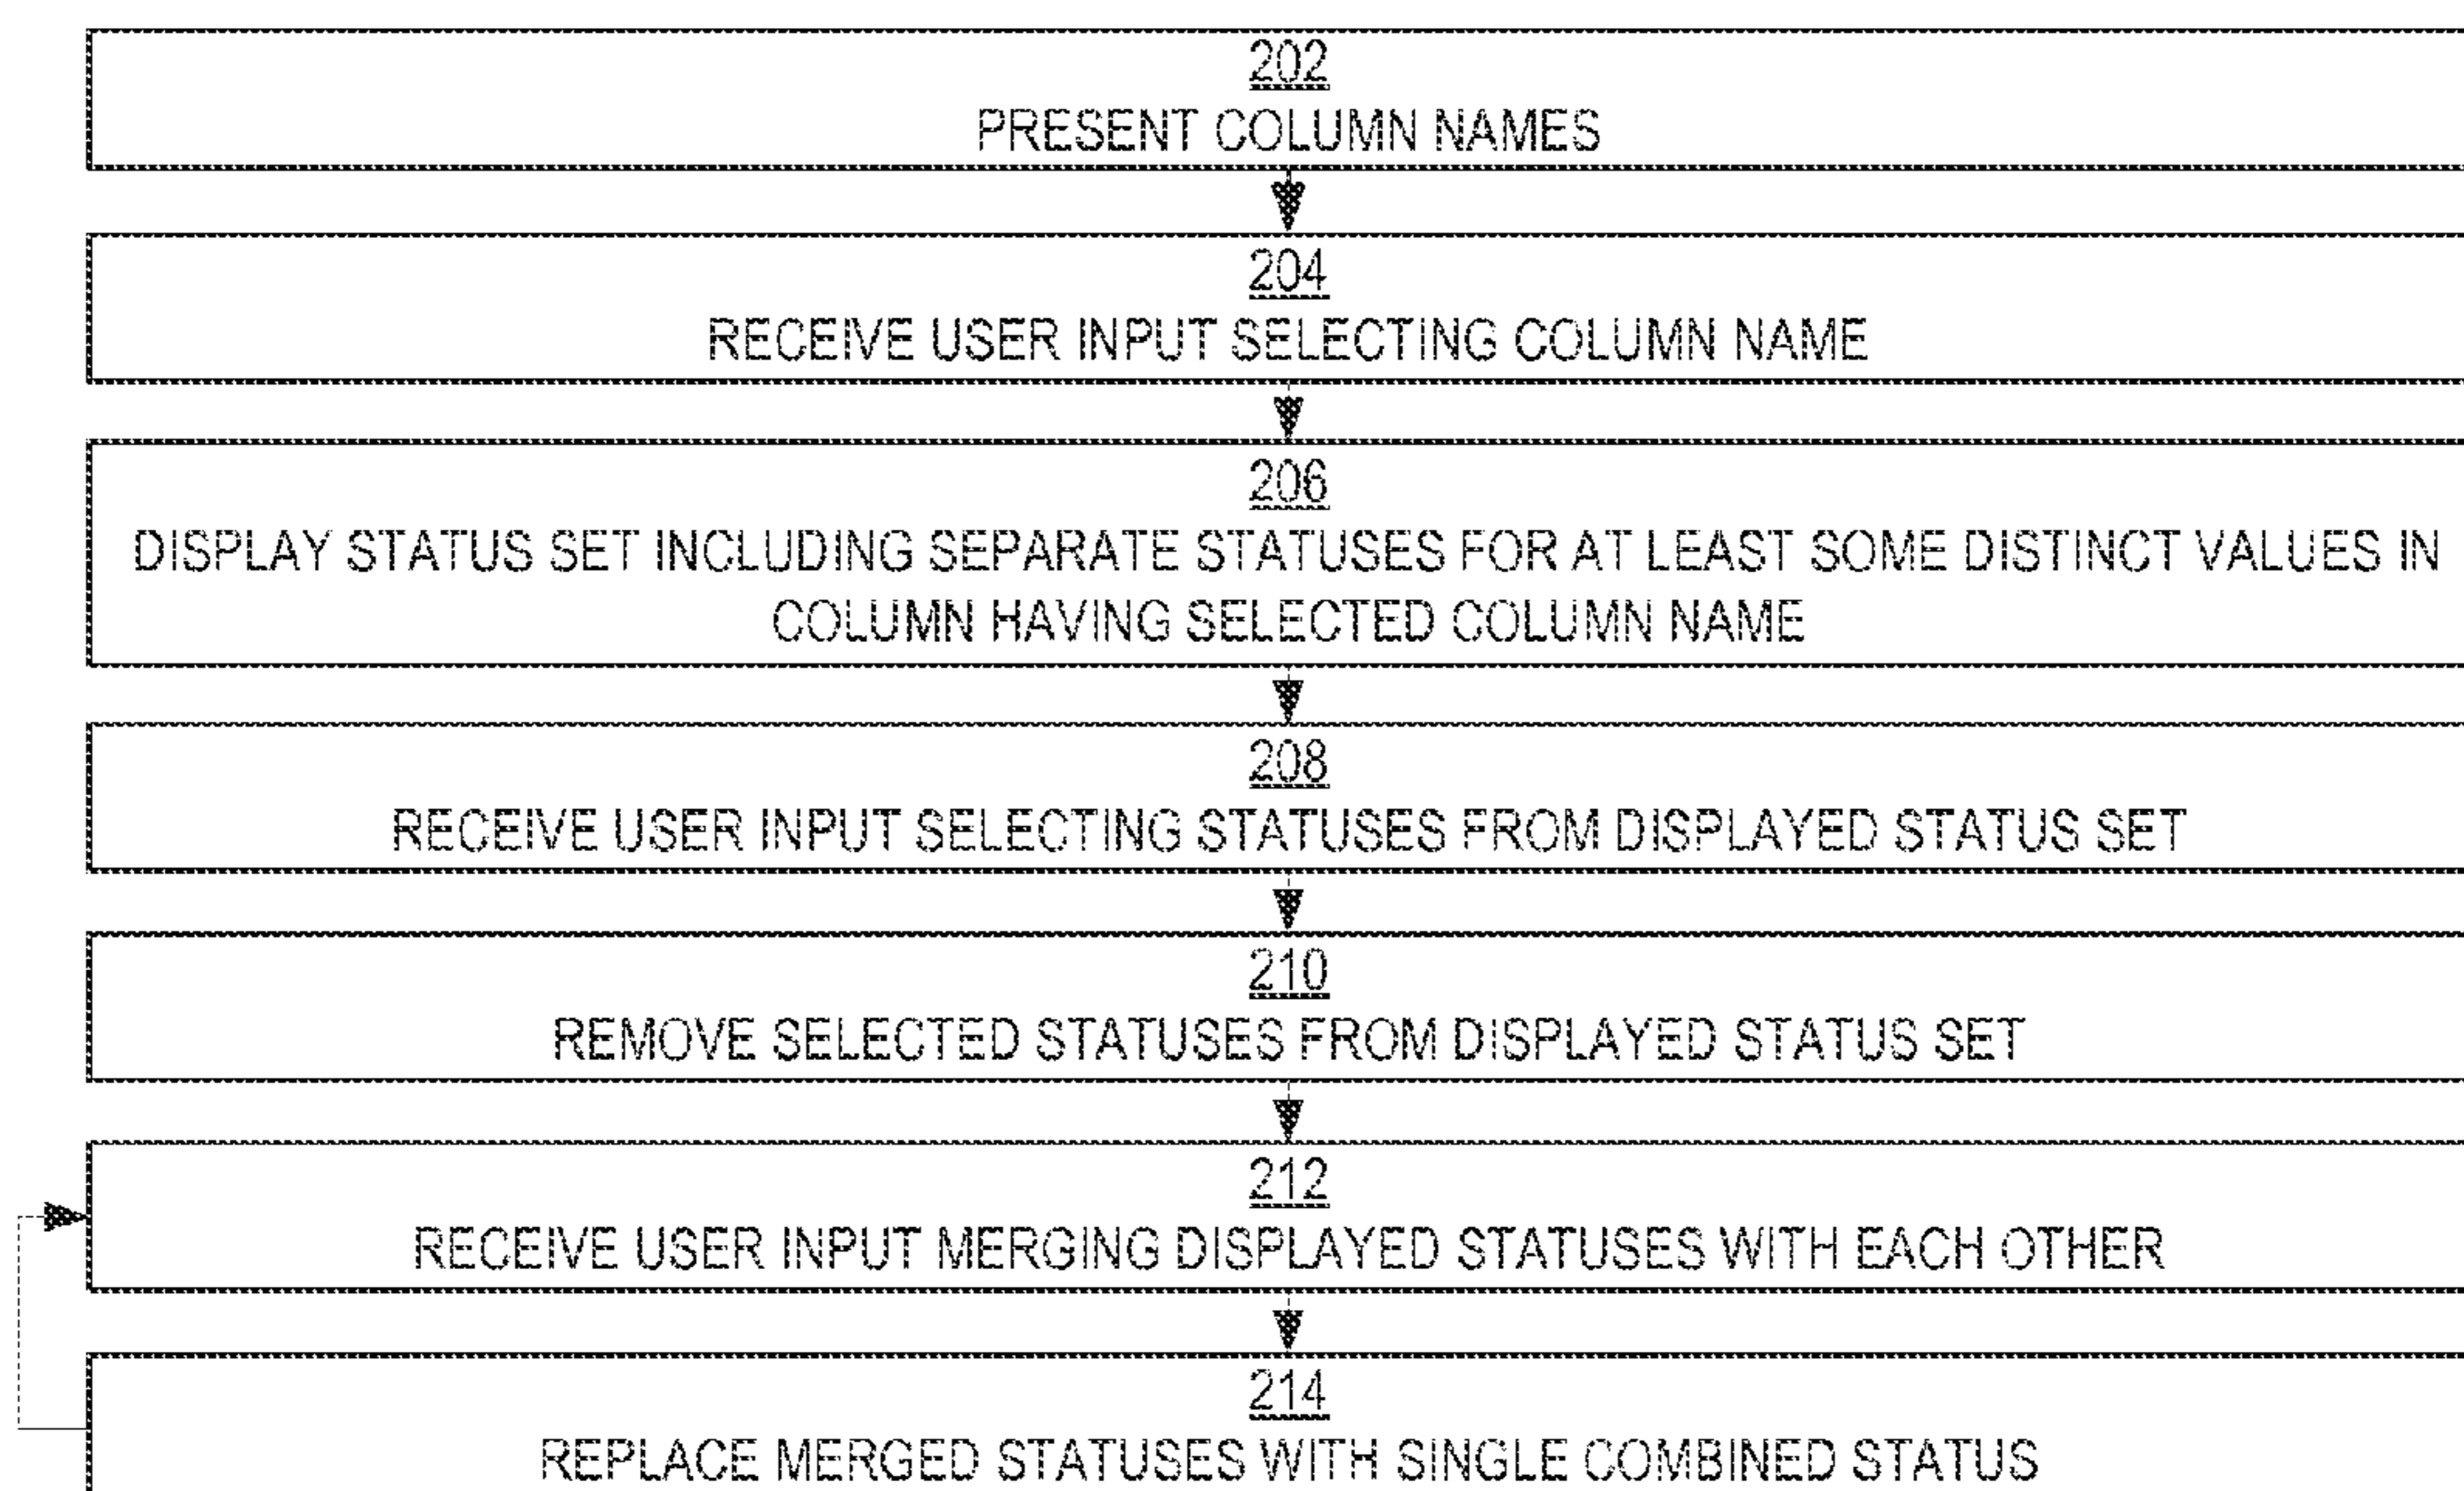 202
PRESENT COLUMN NAMES
204
RECEIVE USER INPUT SELECTING COLUMN NAME
206
DISPLAY STATUS SET INCLUDING SEPARATE STATUSES FOR AT LEAST SOME DISTINCT VALUES IN
COLUMN HAVING SELECTED COLUMN NAME
208
RECEIVE USER INPUT SELECTING STATUSES FROM DISPLAYED STATUS SET
210
REMOVE SELECTED STATUSES FROM DISPLAYED STATUS SET
212
RECEIVE USER INPUT MERGING DISPLAYED STATUSES WITH EACH OTHER
214
REPLACE MERGED STATUSES WITH SINGLE COMBINED STATUS